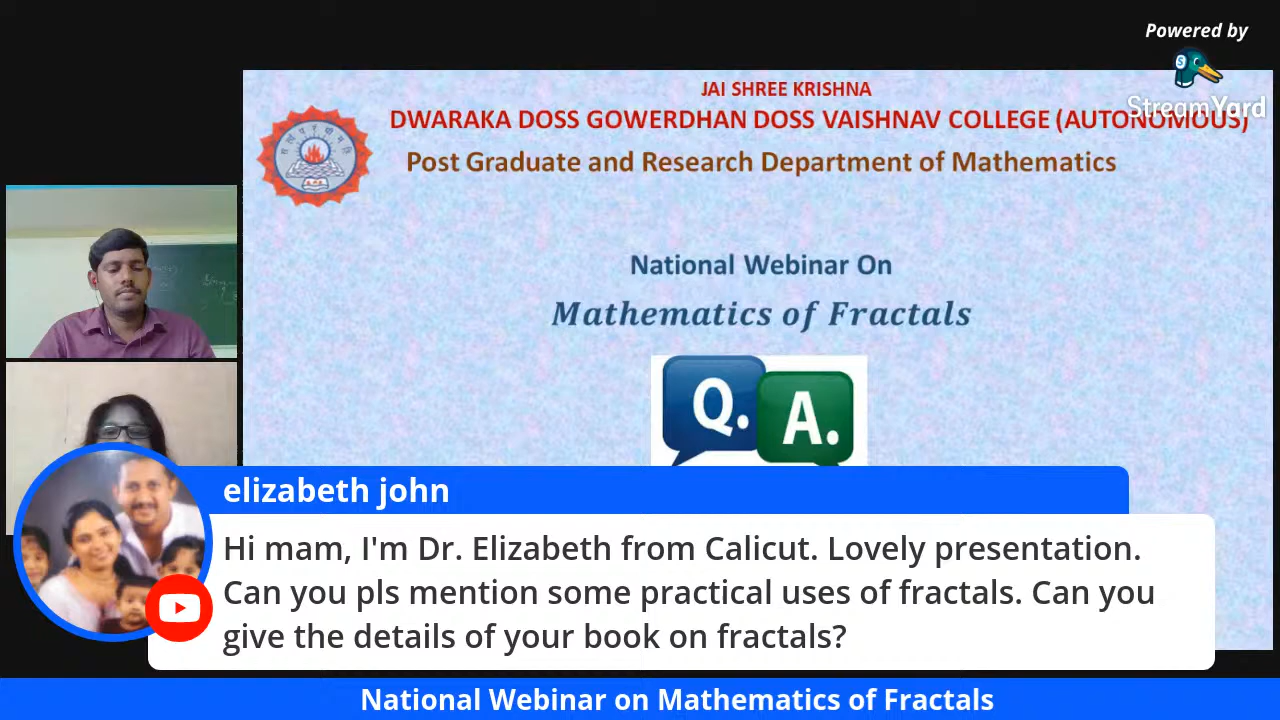 Powered by
StreamYard
JAI SHREE KRISHNA
DWARAKA DOSS GOWERDHAN DOSS VAISHNAV COLLEGE (AUTONOMOUS)
Post Graduate and Research Department of Mathematics
National Webinar On
Mathematics of Fractals
Q. A.
elizabeth john
Hi mam, I'm Dr. Elizabeth from Calicut. Lovely presentation.
Can you pls mention some practical uses of fractals. Can you
give the details of your book on fractals?
National Webinar on Mathematics of Fractals